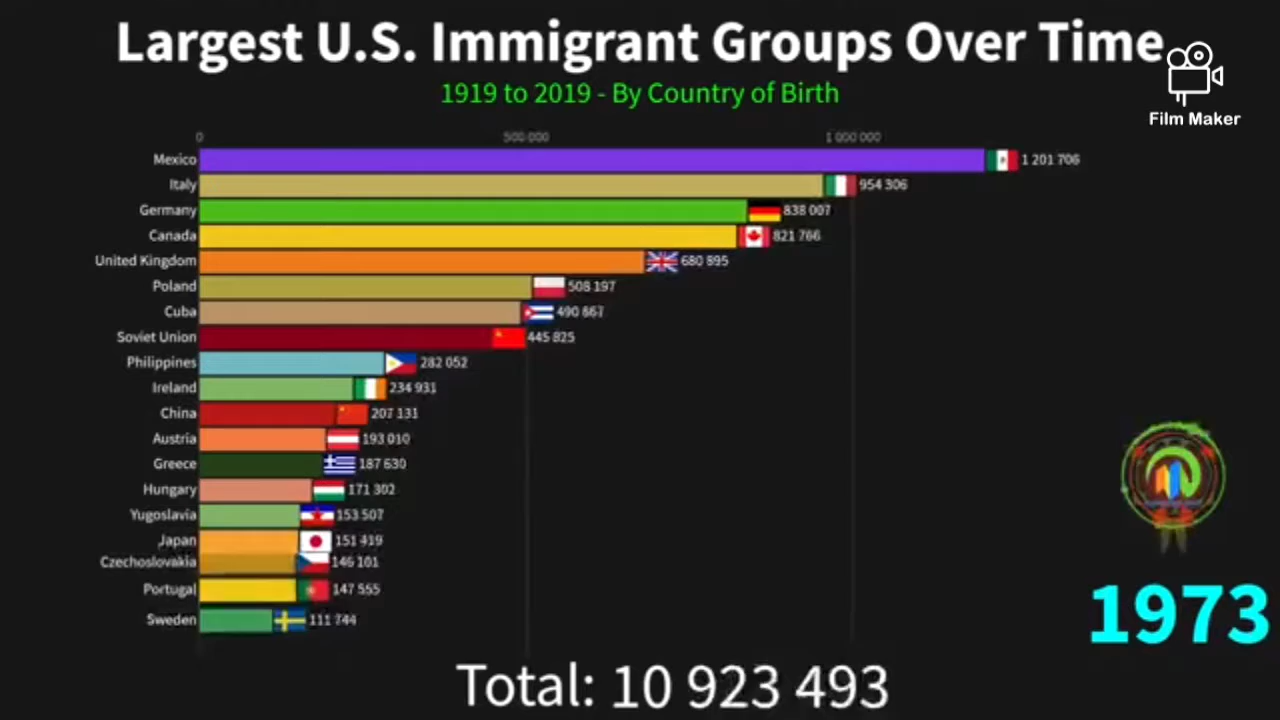 Largest U.S. Immigrant Groups Over Time
1919 to 2019 - By Country of Birth
Film Maker
0 500 000 1 000 000
Mexico 1 201 706
Italy 954 306
Germany 838 007
Canada 821 766
United Kingdom 680 895
Poland 508 197
Cuba 490 667
Soviet Union 445 825
Philippines 282 052
Ireland 234 931
China 207 131
Austria 193 010
Greece 187 630
Hungary 171 302
Yugoslavia 153 507
Japan 151 419
Czechoslovakia 146 101
Portugal 147 555
Sweden 111 744
1973
Total: 10 923 493